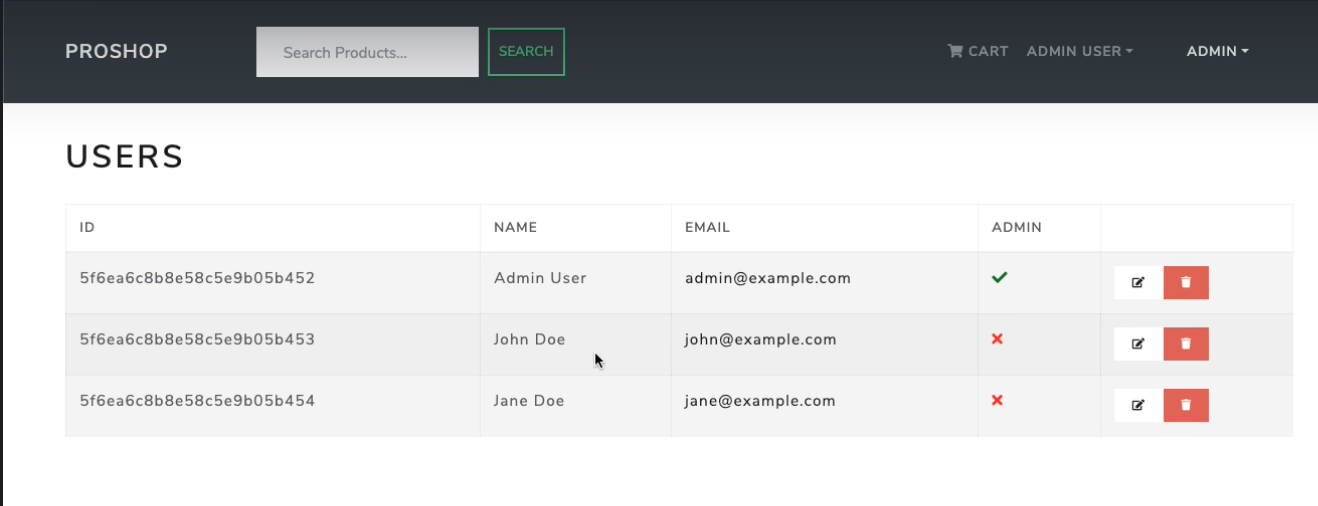 PROSHOP Search Products... SEARCH CART ADMIN USER ADMIN
USERS
ID NAME EMAIL ADMIN
5f6ea6c8b8e58c5e9b05b452 Admin User admin@example.com
5f6ea6c8b8e58c5e9b05b453 John Doe john@example.com
5f6ea6c8b8e58c5e9b05b454 Jane Doe jane@example.com